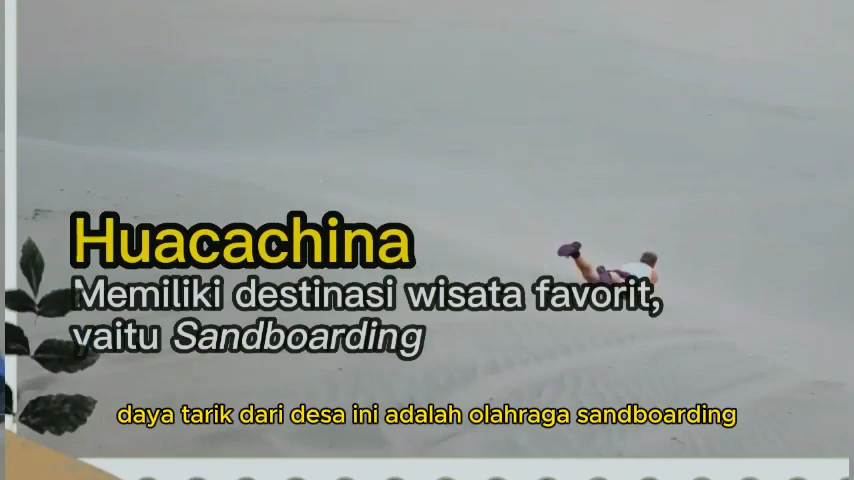 Huacachina
Memiliki destinasi wisata favorit,
yaitu Sandboarding
daya tarik dari desa ini adalah olahraga sandboarding